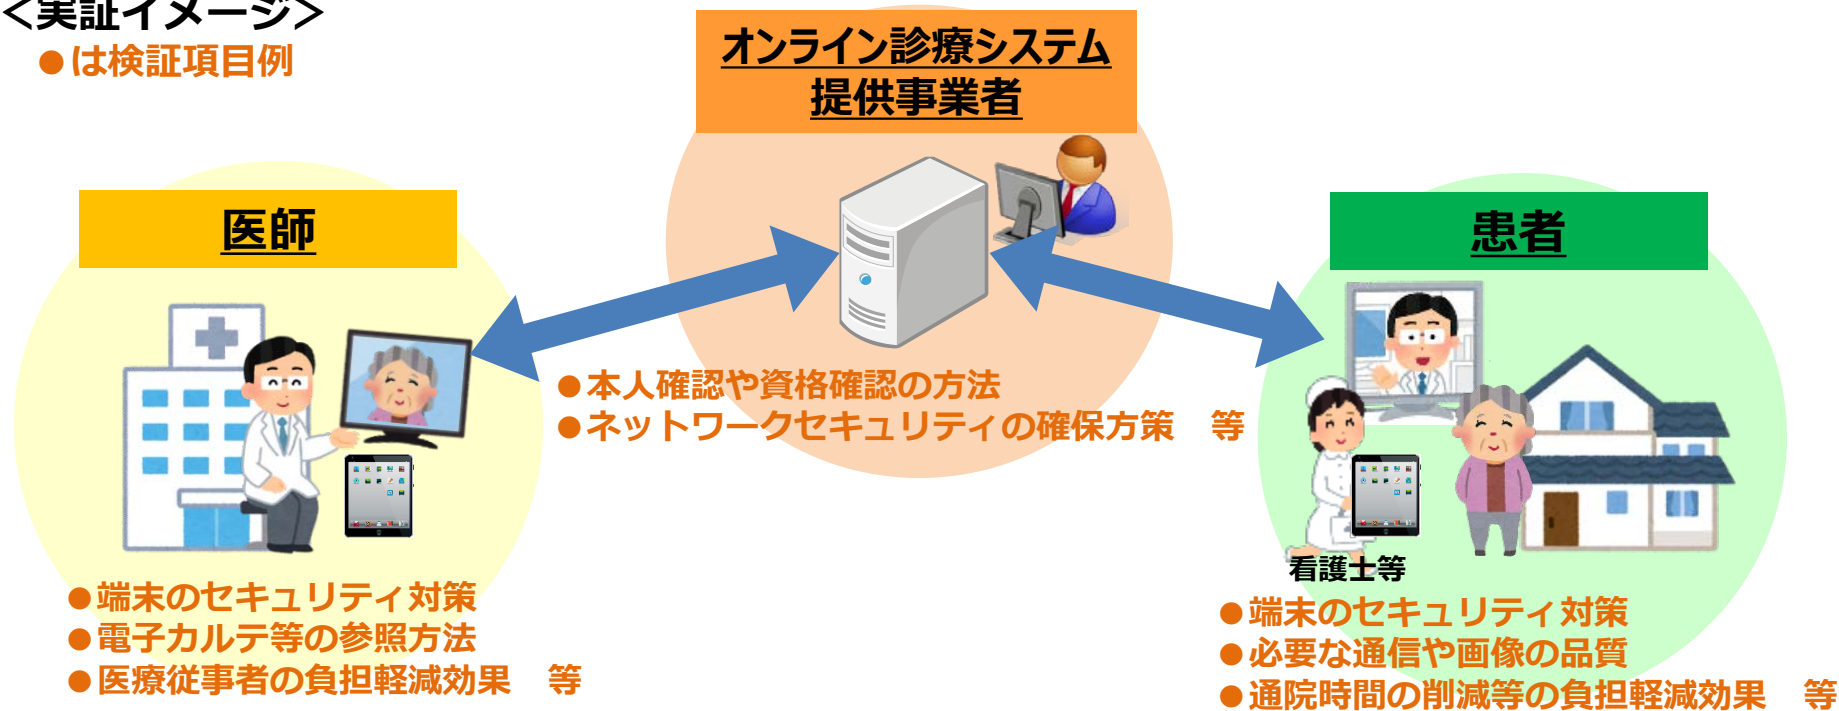 ＜実証イメージ＞
●は検証項目例
オンライン診療システム
提供事業者
医師
患者
●本人確認や資格確認の方法
●ネットワークセキュリティの確保方策　等
看護士等
●端末のセキュリティ対策
●電子カルテ等の参照方法
●医療従事者の負担軽減効果　等
●端末のセキュリティ対策
●必要な通信や画像の品質
●通院時間の削減等の負担軽減効果　等